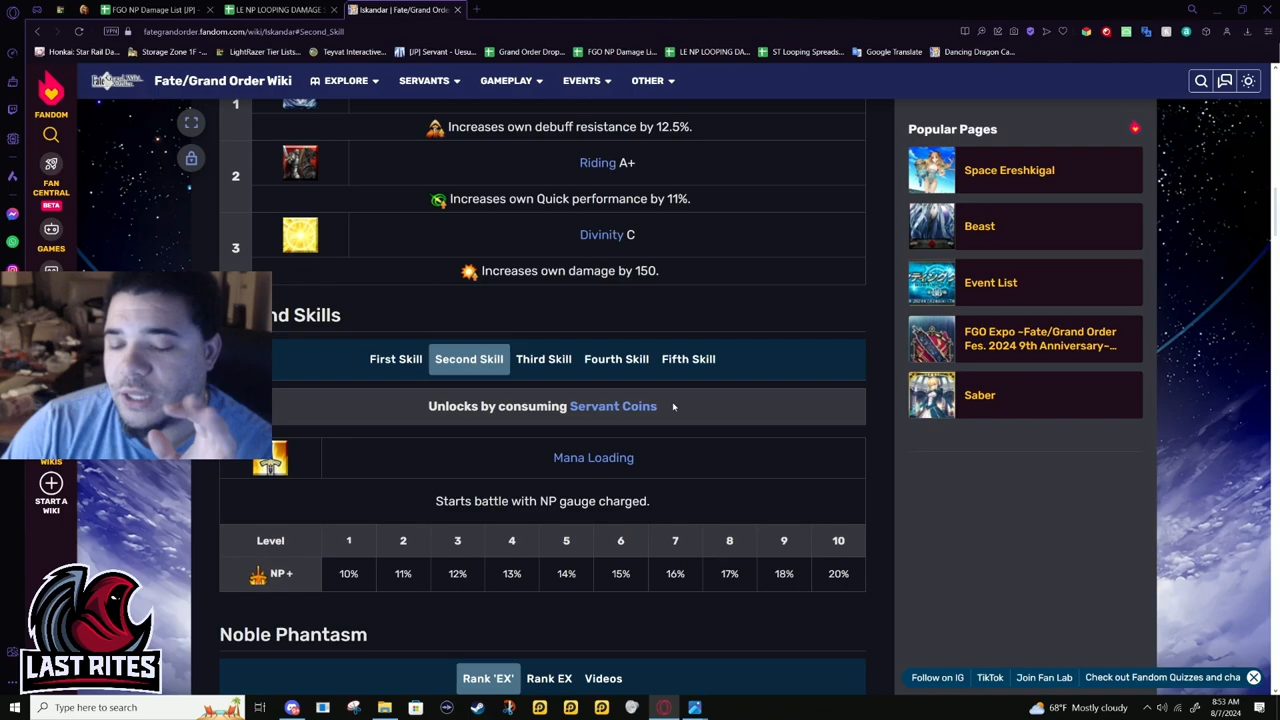 FGO NP Damage List [JP] -
LE NP LOOPING DAMAGE
Iskandar | Fate/Grand Orde
VPN
fategrandorder.fandom.com/wiki/Iskandar#Second_Skill
Honkai: Star Rail Da...
Storage Zone 1F -...
LightRazer Tier Lists...
Teyvat Interactive...
[JP] Servant - Uesu...
Grand Order Drop...
FGO NP Damage Li...
LE NP LOOPING DA...
ST Looping Spreads...
Google Translate
Dancing Dragon Ca...
Fate/Grand Order Wiki
EXPLORE
SERVANTS
GAMEPLAY
EVENTS
OTHER
FANDOM
FAN
CENTRAL
BETA
GAMES
WIKIS
START A
WIKI
1
Increases own debuff resistance by 12.5%.
2
Riding A+
Increases own Quick performance by 11%.
3
Divinity C
Increases own damage by 150.
nd Skills
First Skill
Second Skill
Third Skill
Fourth Skill
Fifth Skill
Unlocks by consuming Servant Coins
Mana Loading
Starts battle with NP gauge charged.
Level 1 2 3 4 5 6 7 8 9 10
NP + 10% 11% 12% 13% 14% 15% 16% 17% 18% 20%
Noble Phantasm
Rank 'EX'
Rank EX
Videos
Popular Pages
Space Ereshkigal
Beast
Event List
FGO Expo ~Fate/Grand Order
Fes. 2024 9th Anniversary~...
Saber
Follow on IG
TikTok
Join Fan Lab
Check out Fandom Quizzes and cha
LAST RITES
Type here to search
68°F Mostly cloudy
8:53 AM
8/7/2024